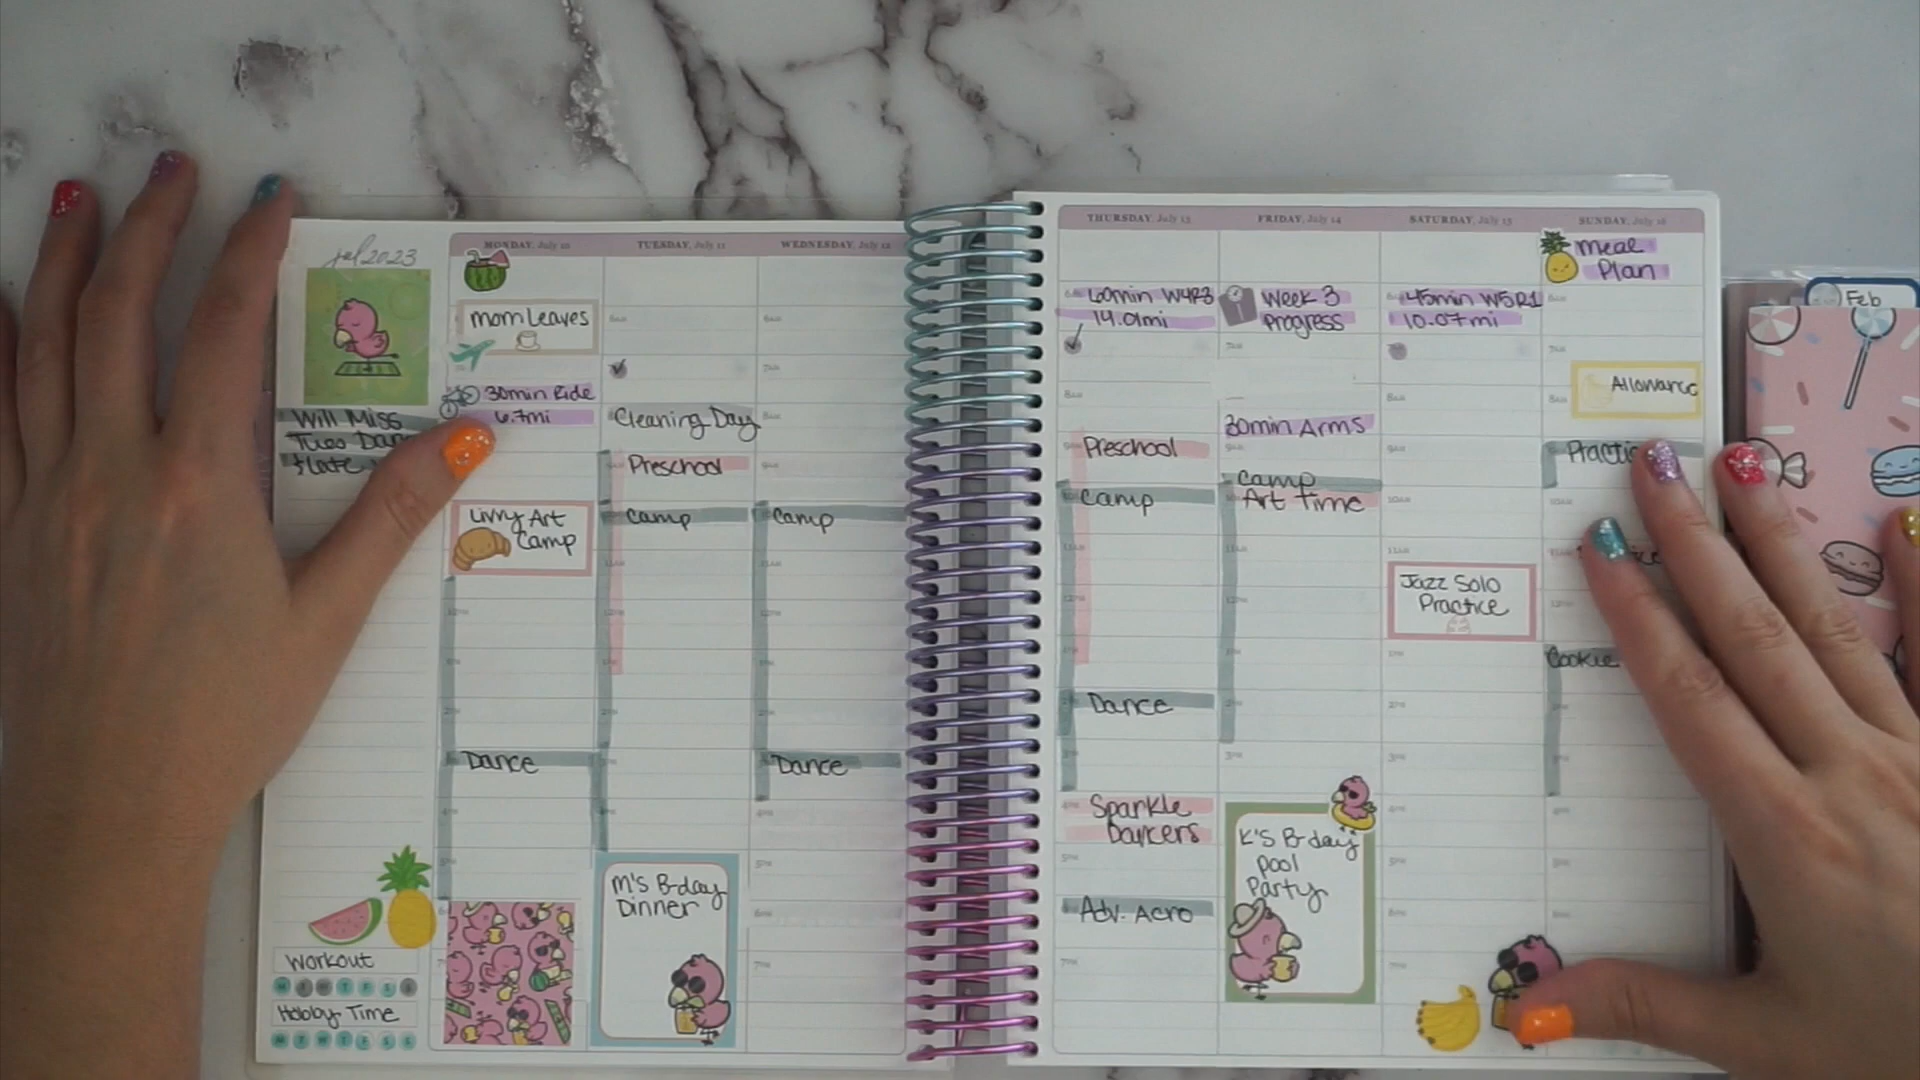 jul 2023
Will Miss
Tues
Workout
M T W T F S S
Hobby Time
M T W T F S S
MONDAY, July 10
mom Leaves
30min Ride
6.7mi
Livvy Art
Camp
Dance
TUESDAY, July 11
Cleaning Day
Preschool
Camp
M's B-day
Dinner
WEDNESDAY, July 12
Camp
Dance
THURSDAY, July 13
60min W4R3
14.01mi
Preschool
Camp
Dance
Sparkle
Dancers
Adv. Acro
FRIDAY, July 14
Week 3
Progress
30min Arms
Camp
Art Time
K's B-day
Pool
Party
SATURDAY, July 15
45min W5R1
10.07mi
Jazz Solo
Practice
SUNDAY, July 16
Meal
Plan
Allowance
Cookie
Feb